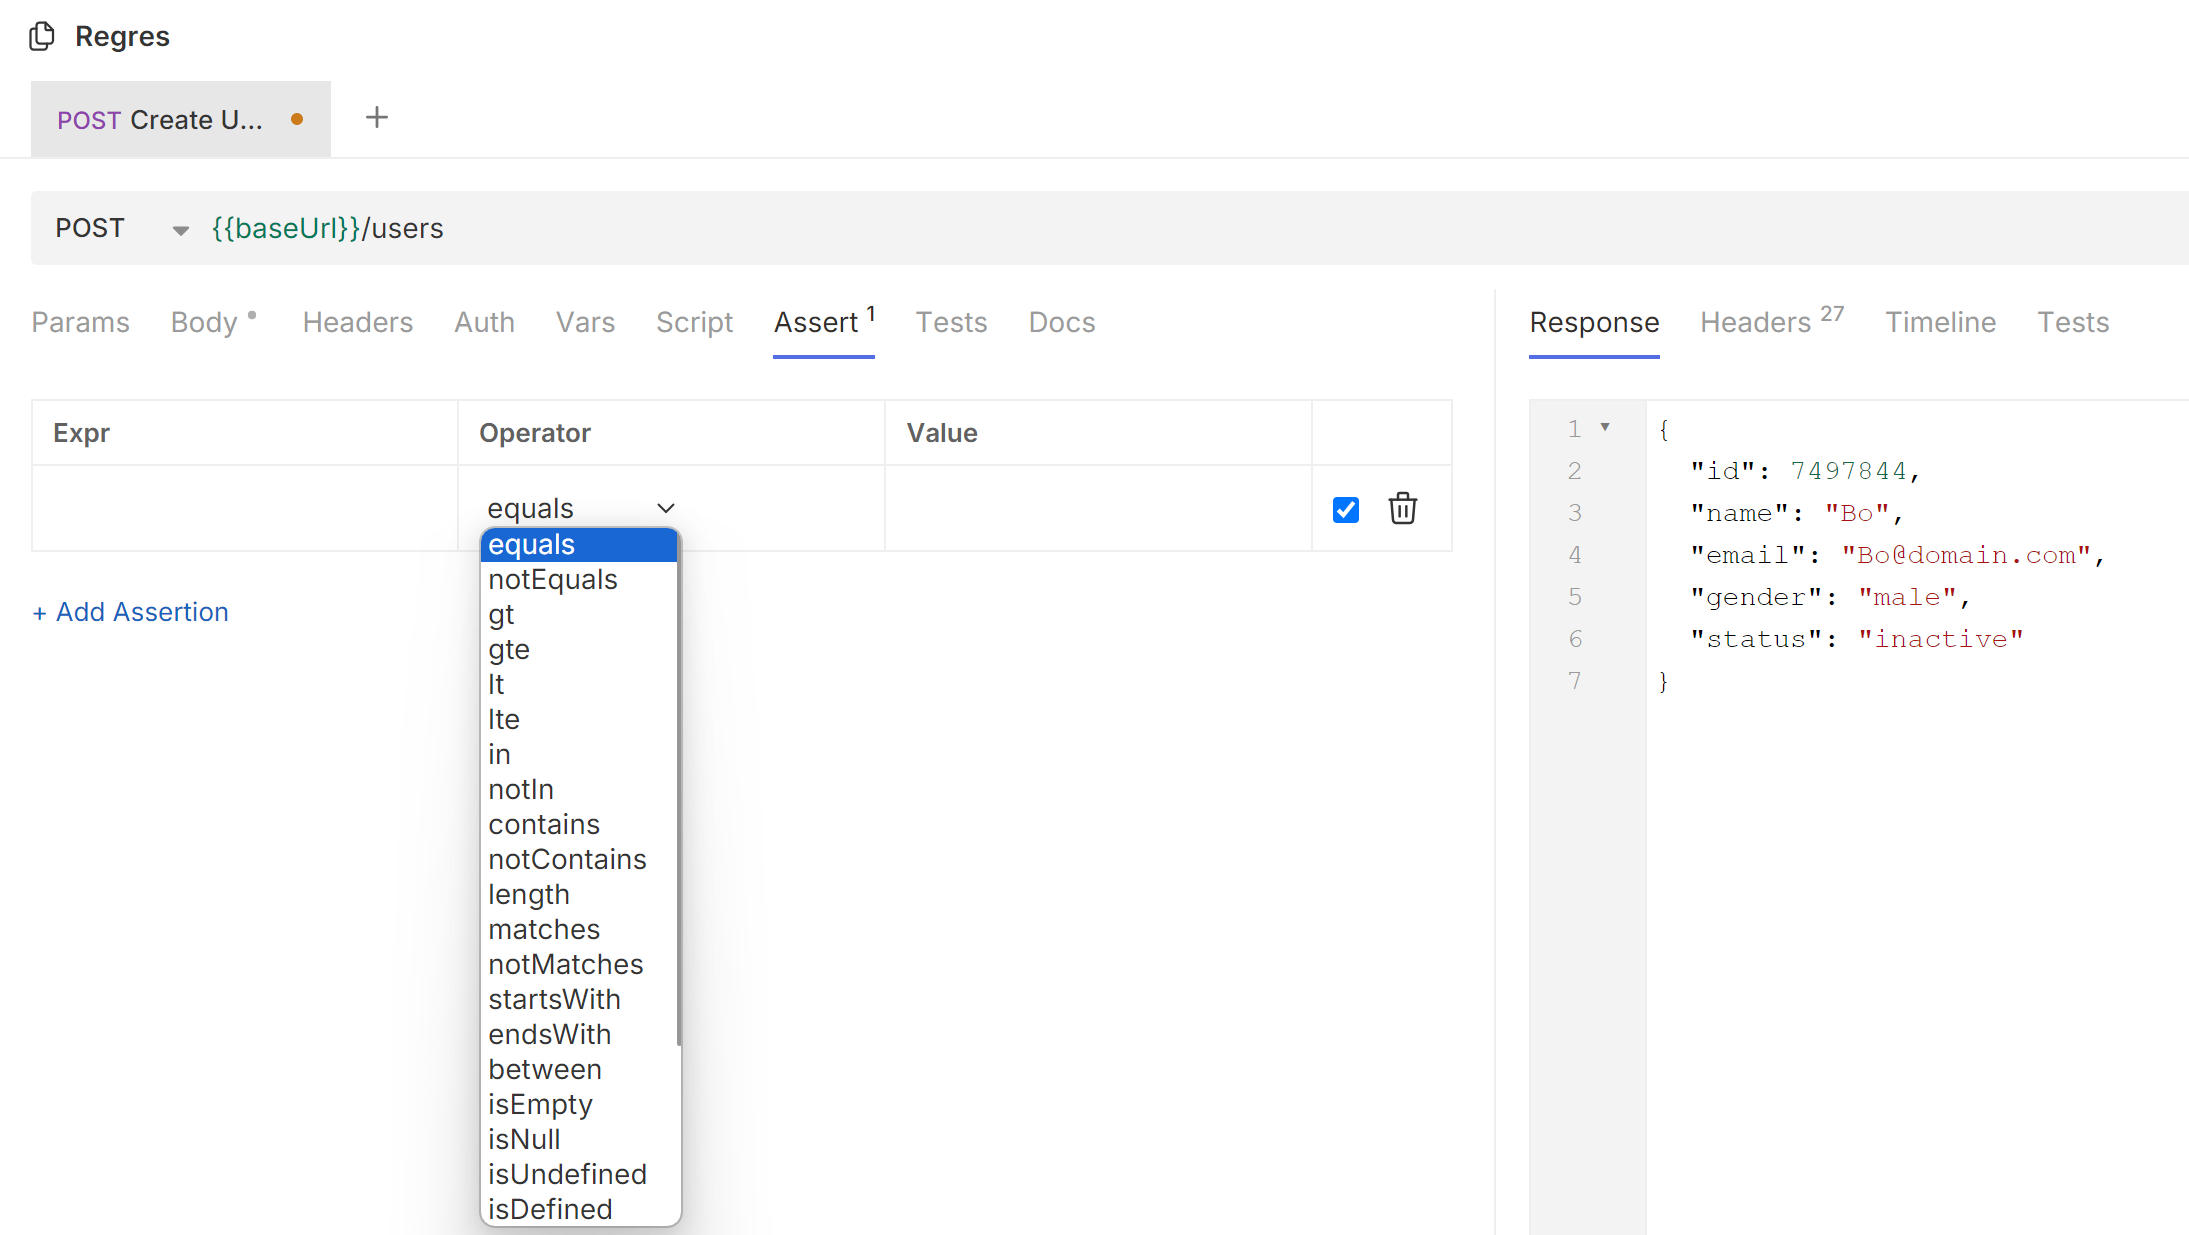 Regres
POST Create U...
+
POST {{baseUrl}}/users
Params Body Headers Auth Vars Script Assert 1 Tests Docs
Expr Operator Value
equals
equals
notEquals
gt
gte
lt
lte
in
notIn
contains
notContains
length
matches
notMatches
startsWith
endsWith
between
isEmpty
isNull
isUndefined
isDefined
+ Add Assertion
Response Headers 27 Timeline Tests
1 {
2 "id": 7497844,
3 "name": "Bo",
4 "email": "Bo@domain.com",
5 "gender": "male",
6 "status": "inactive"
7 }